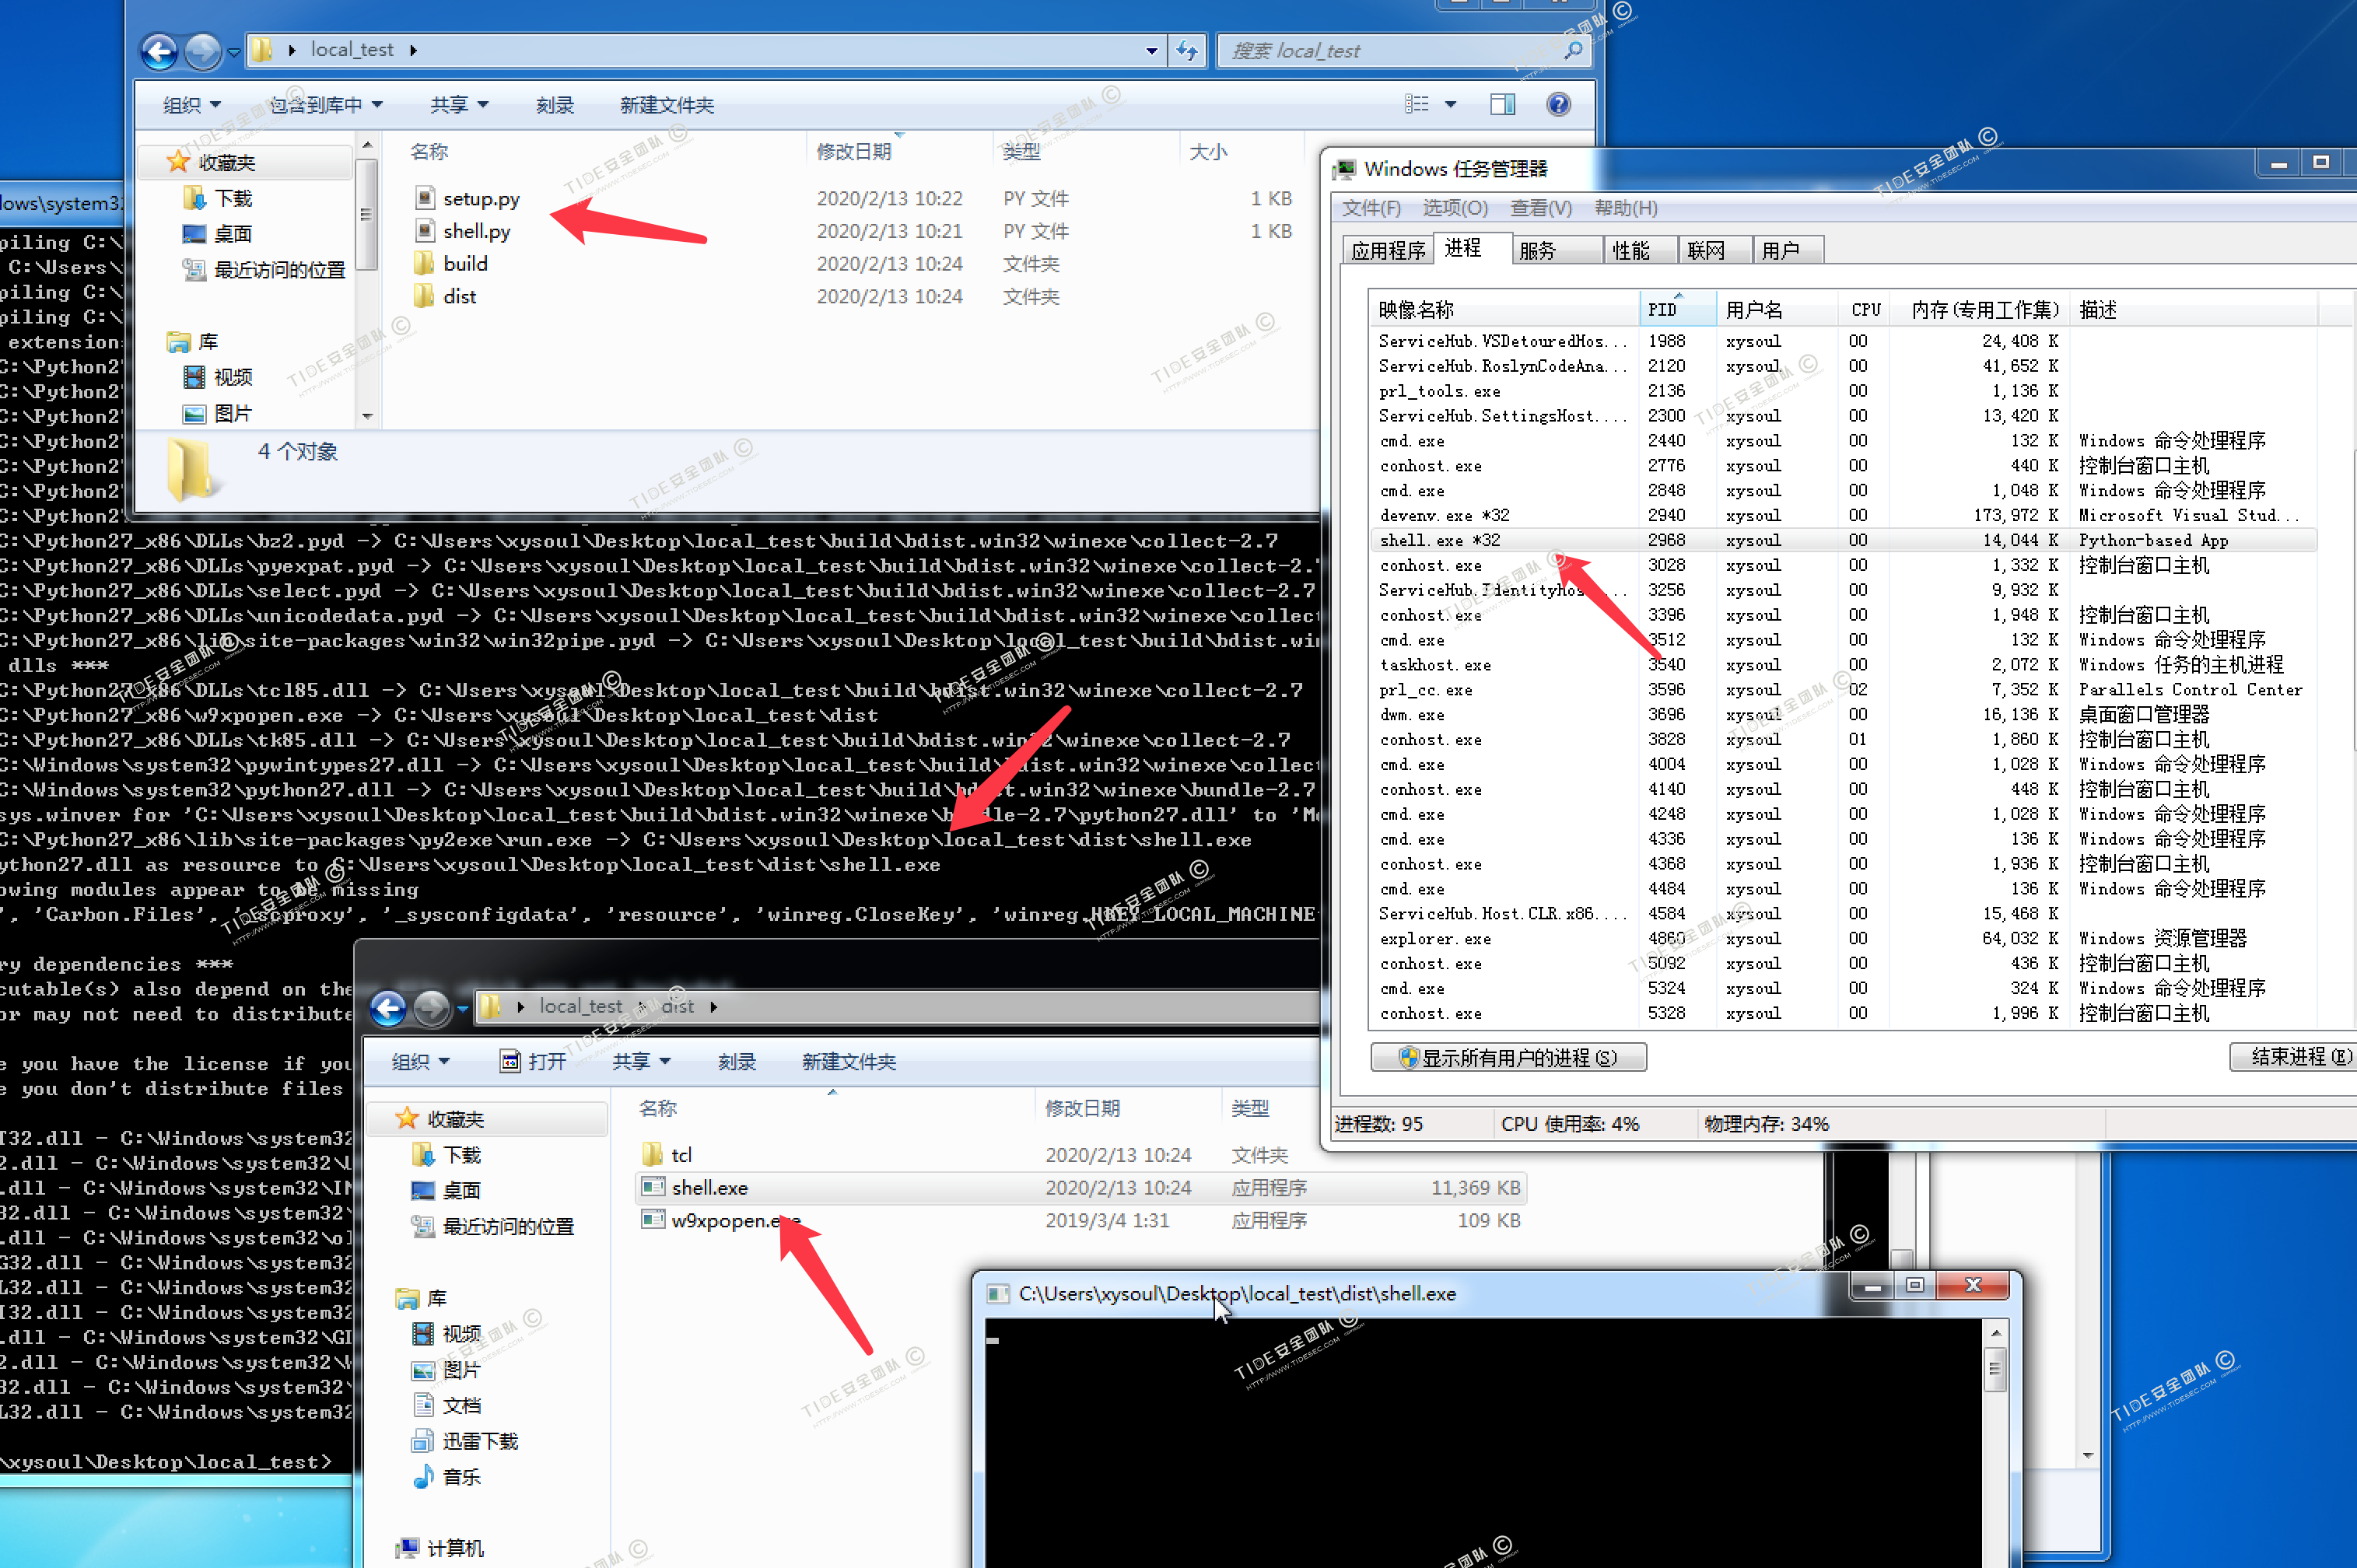 local_test
搜索 local_test
组织
包含到库中
共享
刻录
新建文件夹
名称
修改日期
类型
大小
收藏夹
下载
桌面
最近访问的位置
库
视频
图片
setup.py 2020/2/13 10:22 PY 文件 1 KB
shell.py 2020/2/13 10:21 PY 文件 1 KB
build 2020/2/13 10:24 文件夹
dist 2020/2/13 10:24 文件夹
4 个对象
piling C:\
C:\Users\
piling C:\
piling C:\
extension
C:\Python2
C:\Python2
C:\Python2
C:\Python2
C:\Python2
C:\Python2
C:\Python2
C:\Python27_x86\DLLs\bz2.pyd -> C:\Users\xysoul\Desktop\local_test\build\bdist.win32\winexe\collect-2.7
C:\Python27_x86\DLLs\pyexpat.pyd -> C:\Users\xysoul\Desktop\local_test\build\bdist.win32\winexe\collect-2.
C:\Python27_x86\DLLs\select.pyd -> C:\Users\xysoul\Desktop\local_test\build\bdist.win32\winexe\collect-2.7
C:\Python27_x86\DLLs\unicodedata.pyd -> C:\Users\xysoul\Desktop\local_test\build\bdist.win32\winexe\collect
C:\Python27_x86\lib\site-packages\win32\win32pipe.pyd -> C:\Users\xysoul\Desktop\local_test\build\bdist.wi
dlls ***
C:\Python27_x86\DLLs\tcl85.dll -> C:\Users\xysoul\Desktop\local_test\build\bdist.win32\winexe\collect-2.7
C:\Python27_x86\w9xpopen.exe -> C:\Users\xysoul\Desktop\local_test\dist
C:\Python27_x86\DLLs\tk85.dll -> C:\Users\xysoul\Desktop\local_test\build\bdist.win32\winexe\collect-2.7
C:\Windows\system32\pywintypes27.dll -> C:\Users\xysoul\Desktop\local_test\build\bdist.win32\winexe\collect
C:\Windows\system32\python27.dll -> C:\Users\xysoul\Desktop\local_test\build\bdist.win32\winexe\bundle-2.7
sys.winver for 'C:\Users\xysoul\Desktop\local_test\build\bdist.win32\winexe\bundle-2.7\python27.dll' to 'M
C:\Python27_x86\lib\site-packages\py2exe\run.exe -> C:\Users\xysoul\Desktop\local_test\dist\shell.exe
ython27.dll as resource to C:\Users\xysoul\Desktop\local_test\dist\shell.exe
owing modules appear to be missing
', 'Carbon.Files', '_scproxy', '_sysconfigdata', 'resource', 'winreg.CloseKey', 'winreg.HKEY_LOCAL_MACHINE
ry dependencies ***
cutable(s) also depend on the
or may not need to distribute
e you have the license if you
e you don't distribute files
I32.dll - C:\Windows\system32
2.dll - C:\Windows\system32\
.dll - C:\Windows\system32\I
32.dll - C:\Windows\system32
.dll - C:\Windows\system32\ol
G32.dll - C:\Windows\system32
L32.dll - C:\Windows\system32
I32.dll - C:\Windows\system32
.dll - C:\Windows\system32\GI
2.dll - C:\Windows\system32\
32.dll - C:\Windows\system32\
L32.dll - C:\Windows\system32
\xysoul\Desktop\local_test>
Windows 任务管理器
文件(F) 选项(O) 查看(V) 帮助(H)
应用程序 进程 服务 性能 联网 用户
映像名称 PID 用户名 CPU 内存(专用工作集) 描述
ServiceHub.VSDetouredHos... 1988 xysoul 00 24,408 K
ServiceHub.RoslynCodeAna... 2120 xysoul 00 41,652 K
prl_tools.exe 2136 xysoul 00 1,136 K
ServiceHub.SettingsHost.... 2300 xysoul 00 13,420 K
cmd.exe 2440 xysoul 00 132 K Windows 命令处理程序
conhost.exe 2776 xysoul 00 440 K 控制台窗口主机
cmd.exe 2848 xysoul 00 1,048 K Windows 命令处理程序
devenv.exe *32 2940 xysoul 00 173,972 K Microsoft Visual Stud...
shell.exe *32 2968 xysoul 00 14,044 K Python-based App
conhost.exe 3028 xysoul 00 1,332 K 控制台窗口主机
ServiceHub.IdentityHos... 3256 xysoul 00 9,932 K
conhost.exe 3396 xysoul 00 1,948 K 控制台窗口主机
cmd.exe 3512 xysoul 00 132 K Windows 命令处理程序
taskhost.exe 3540 xysoul 00 2,072 K Windows 任务的主机进程
prl_cc.exe 3596 xysoul 02 7,352 K Parallels Control Center
dwm.exe 3696 xysoul 00 16,136 K 桌面窗口管理器
conhost.exe 3828 xysoul 01 1,860 K 控制台窗口主机
cmd.exe 4004 xysoul 00 1,028 K Windows 命令处理程序
conhost.exe 4140 xysoul 00 448 K 控制台窗口主机
cmd.exe 4248 xysoul 00 1,028 K Windows 命令处理程序
cmd.exe 4336 xysoul 00 136 K Windows 命令处理程序
conhost.exe 4368 xysoul 00 1,936 K 控制台窗口主机
cmd.exe 4484 xysoul 00 136 K Windows 命令处理程序
ServiceHub.Host.CLR.x86.... 4584 xysoul 00 15,468 K
explorer.exe 4860 xysoul 00 64,032 K Windows 资源管理器
conhost.exe 5092 xysoul 00 436 K 控制台窗口主机
cmd.exe 5324 xysoul 00 324 K Windows 命令处理程序
conhost.exe 5328 xysoul 00 1,996 K 控制台窗口主机
显示所有用户的进程(S)
结束进程(E)
进程数: 95 CPU 使用率: 4% 物理内存: 34%
local_test dist
组织 打开 共享 刻录 新建文件夹
名称 修改日期 类型
收藏夹
下载
桌面
最近访问的位置
库
视频
图片
文档
迅雷下载
音乐
计算机
tcl 2020/2/13 10:24 文件夹
shell.exe 2020/2/13 10:24 应用程序 11,369 KB
w9xpopen.exe 2019/3/4 1:31 应用程序 109 KB
C:\Users\xysoul\Desktop\local_test\dist\shell.exe
TIDE安全团队 ©
HTTP://WWW.TIDESEC.COM